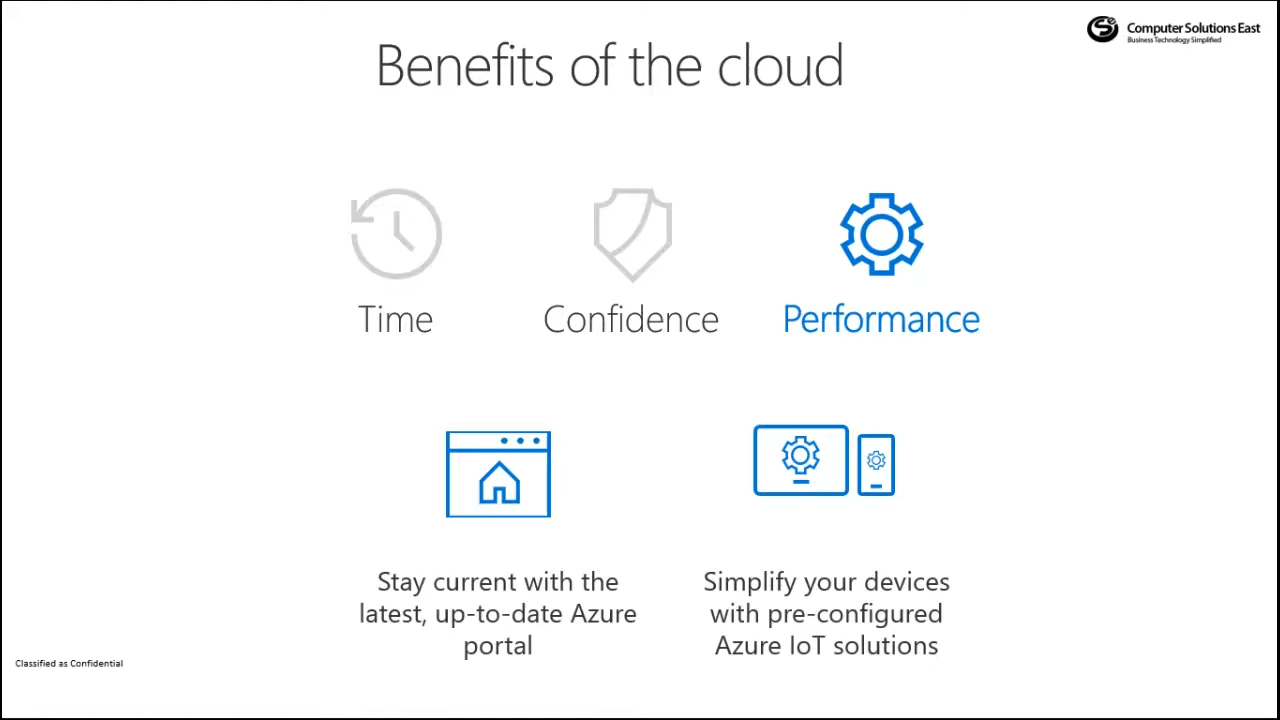 Computer Solutions East
Business Technology Simplified
Benefits of the cloud
Time
Confidence
Performance
Stay current with the
latest, up-to-date Azure
portal
Simplify your devices
with pre-configured
Azure IoT solutions
Classified as Confidential